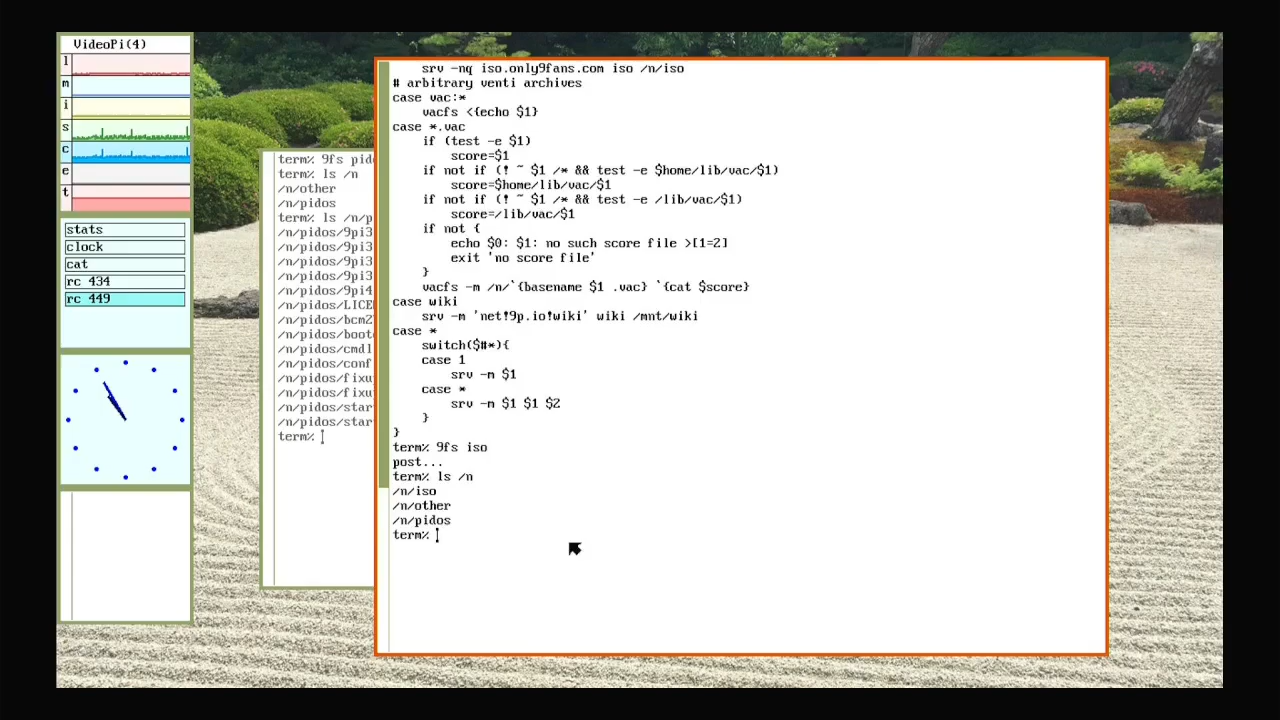 VideoPi(4)
l
m
i
s
c
e
t
stats
clock
cat
rc 434
rc 449
term% 9fs pid
term% ls /n
/n/other
/n/pidos
term% ls /n/p
/n/pidos/9pi3
/n/pidos/9pi3
/n/pidos/9pi3
/n/pidos/9pi3
/n/pidos/9pi4
/n/pidos/LICE
/n/pidos/bcm2
/n/pidos/boot
/n/pidos/cmdl
/n/pidos/conf
/n/pidos/fixu
/n/pidos/fixu
/n/pidos/star
/n/pidos/star
term%
srv -nq iso.only9fans.com iso /n/iso
# arbitrary venti archives
case vac:*
vacfs <{echo $1}
case *.vac
if (test -e $1)
score=$1
if not if (! ~ $1 /* && test -e $home/lib/vac/$1)
score=$home/lib/vac/$1
if not if (! ~ $1 /* && test -e /lib/vac/$1)
score=/lib/vac/$1
if not {
echo $0: $1: no such score file >[1=2]
exit 'no score file'
}
vacfs -m /n/`{basename $1 .vac} `{cat $score}
case wiki
srv -m 'net!9p.io!wiki' wiki /mnt/wiki
case *
switch($#*){
case 1
srv -m $1
case *
srv -m $1 $1 $2
}
}
term% 9fs iso
post...
term% ls /n
/n/iso
/n/other
/n/pidos
term%